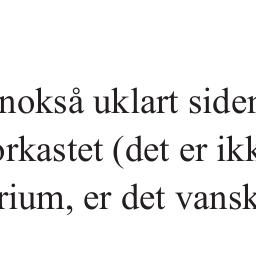 nokså uklart siden
orkastet (det er ikk
rium, er det vansk